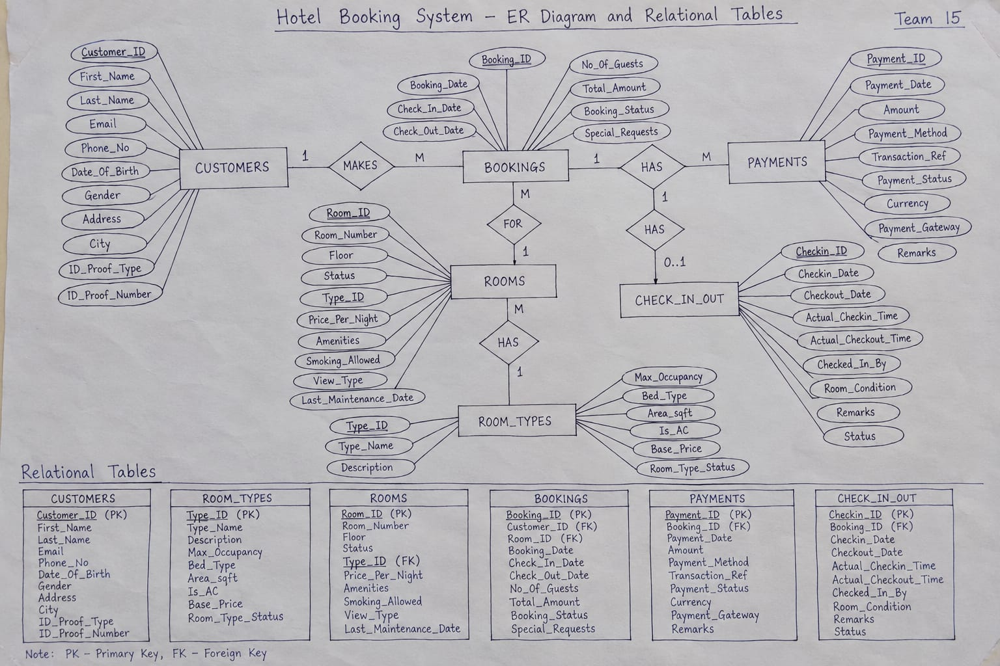 Hotel Booking System – ER Diagram and Relational Tables
Team 15
Customer_ID
First_Name
Last_Name
Email
Phone_No
Date_Of_Birth
Gender
Address
City
ID_Proof_Type
ID_Proof_Number
CUSTOMERS
1
MAKES
M
Booking_ID
Booking_Date
Check_In_Date
Check_Out_Date
No_Of_Guests
Total_Amount
Booking_Status
Special_Requests
BOOKINGS
1
HAS
M
PAYMENTS
Payment_ID
Payment_Date
Amount
Payment_Method
Transaction_Ref
Payment_Status
Currency
Payment_Gateway
Remarks
M
FOR
1
1
HAS
0..1
Room_ID
Room_Number
Floor
Status
Type_ID
Price_Per_Night
Amenities
Smoking_Allowed
View_Type
Last_Maintenance_Date
ROOMS
M
HAS
1
CHECK_IN_OUT
Checkin_ID
Checkin_Date
Checkout_Date
Actual_Checkin_Time
Actual_Checkout_Time
Checked_In_By
Room_Condition
Remarks
Status
Type_ID
Type_Name
Description
ROOM_TYPES
Max_Occupancy
Bed_Type
Area_sqft
Is_AC
Base_Price
Room_Type_Status
Relational Tables
CUSTOMERS
Customer_ID (PK)
First_Name
Last_Name
Email
Phone_No
Date_Of_Birth
Gender
Address
City
ID_Proof_Type
ID_Proof_Number
ROOM_TYPES
Type_ID (PK)
Type_Name
Description
Max_Occupancy
Bed_Type
Area_sqft
Is_AC
Base_Price
Room_Type_Status
ROOMS
Room_ID (PK)
Room_Number
Floor
Status
Type_ID (FK)
Price_Per_Night
Amenities
Smoking_Allowed
View_Type
Last_Maintenance_Date
BOOKINGS
Booking_ID (PK)
Customer_ID (FK)
Room_ID (FK)
Booking_Date
Check_In_Date
Check_Out_Date
No_Of_Guests
Total_Amount
Booking_Status
Special_Requests
PAYMENTS
Payment_ID (PK)
Booking_ID (FK)
Payment_Date
Amount
Payment_Method
Transaction_Ref
Payment_Status
Currency
Payment_Gateway
Remarks
CHECK_IN_OUT
Checkin_ID (PK)
Booking_ID (FK)
Checkin_Date
Checkout_Date
Actual_Checkin_Time
Actual_Checkout_Time
Checked_In_By
Room_Condition
Remarks
Status
Note: PK – Primary Key, FK – Foreign Key